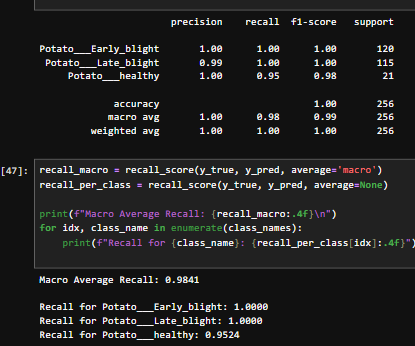 precision recall f1-score support
Potato___Early_blight 1.00 1.00 1.00 120
Potato___Late_blight 0.99 1.00 1.00 115
Potato___healthy 1.00 0.95 0.98 21
accuracy 1.00 256
macro avg 1.00 0.98 0.99 256
weighted avg 1.00 1.00 1.00 256
[47]: recall_macro = recall_score(y_true, y_pred, average='macro')
recall_per_class = recall_score(y_true, y_pred, average=None)
print(f"Macro Average Recall: {recall_macro:.4f}\n")
for idx, class_name in enumerate(class_names):
print(f"Recall for {class_name}: {recall_per_class[idx]:.4f}")
Macro Average Recall: 0.9841
Recall for Potato___Early_blight: 1.0000
Recall for Potato___Late_blight: 1.0000
Recall for Potato___healthy: 0.9524